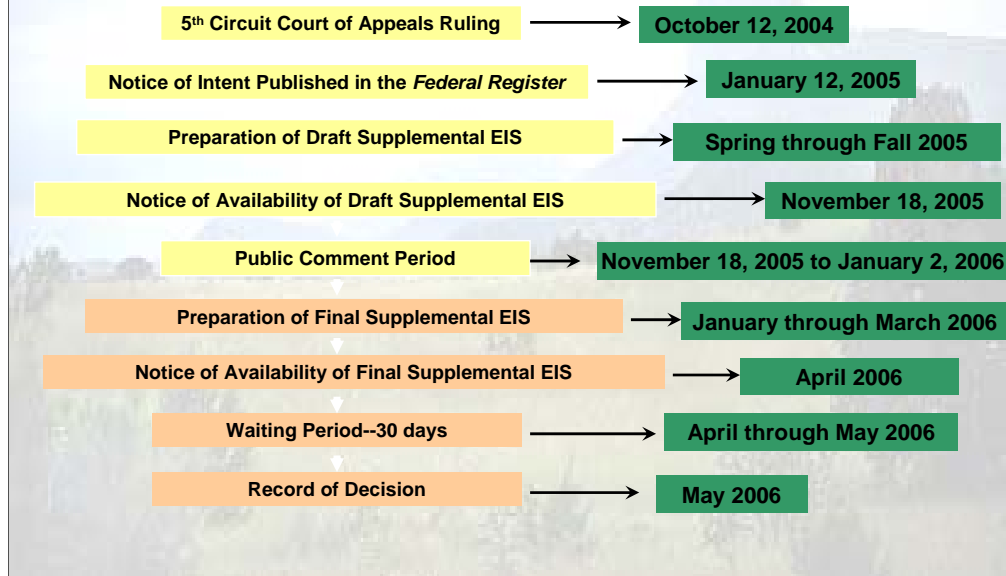 5th Circuit Court of Appeals Ruling October 12, 2004
Notice of Intent Published in the Federal Register January 12, 2005
Preparation of Draft Supplemental EIS Spring through Fall 2005
Notice of Availability of Draft Supplemental EIS November 18, 2005
Public Comment Period November 18, 2005 to January 2, 2006
Preparation of Final Supplemental EIS January through March 2006
Notice of Availability of Final Supplemental EIS April 2006
Waiting Period--30 days April through May 2006
Record of Decision May 2006